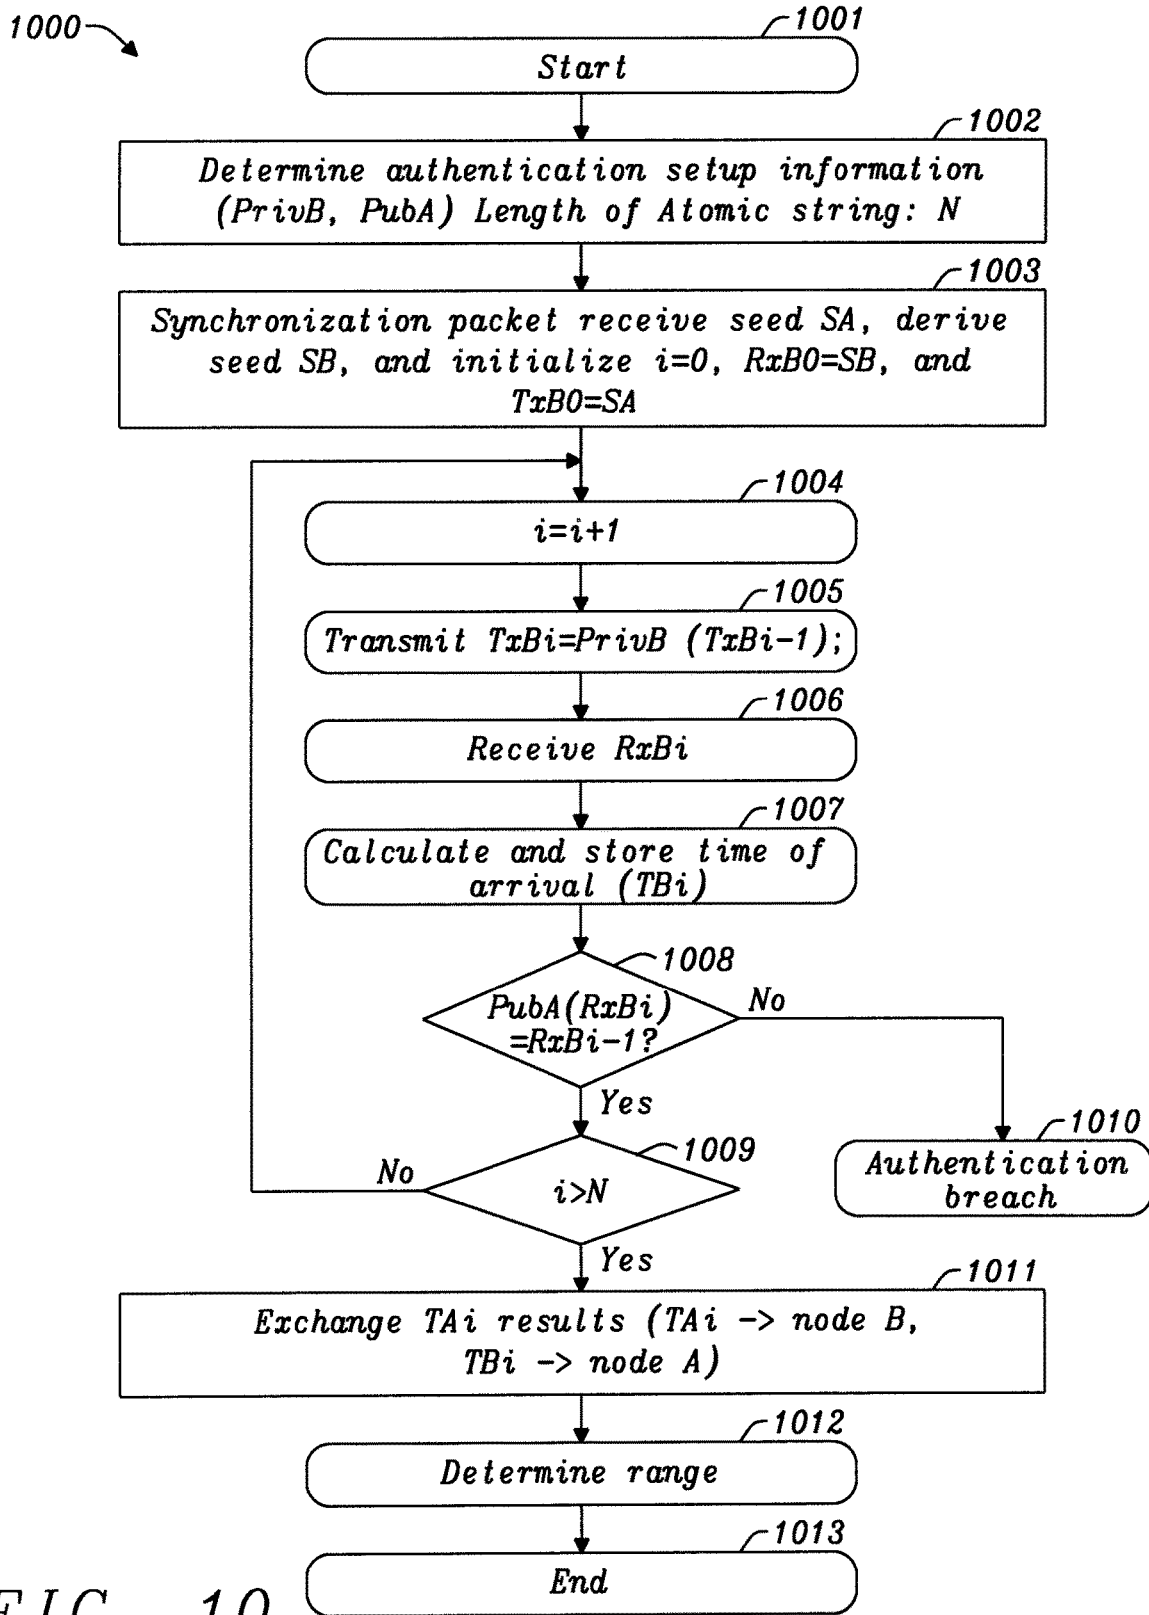 1000
1001
Start
1002
Determine authentication setup information
(PrivB, PubA) Length of Atomic string: N
1003
Synchronization packet receive seed SA, derive
seed SB, and initialize i=0, RxB0=SB, and
TxB0=SA
1004
i=i+1
1005
Transmit TxBi=PrivB (TxBi-1);
1006
Receive RxBi
1007
Calculate and store time of
arrival (TBi)
1008
PubA(RxBi)
=RxBi-1?
No
Yes
1009
i>N
No
1010
Authentication
breach
Yes
1011
Exchange TAi results (TAi -> node B,
TBi -> node A)
1012
Determine range
1013
End
FIG. 10